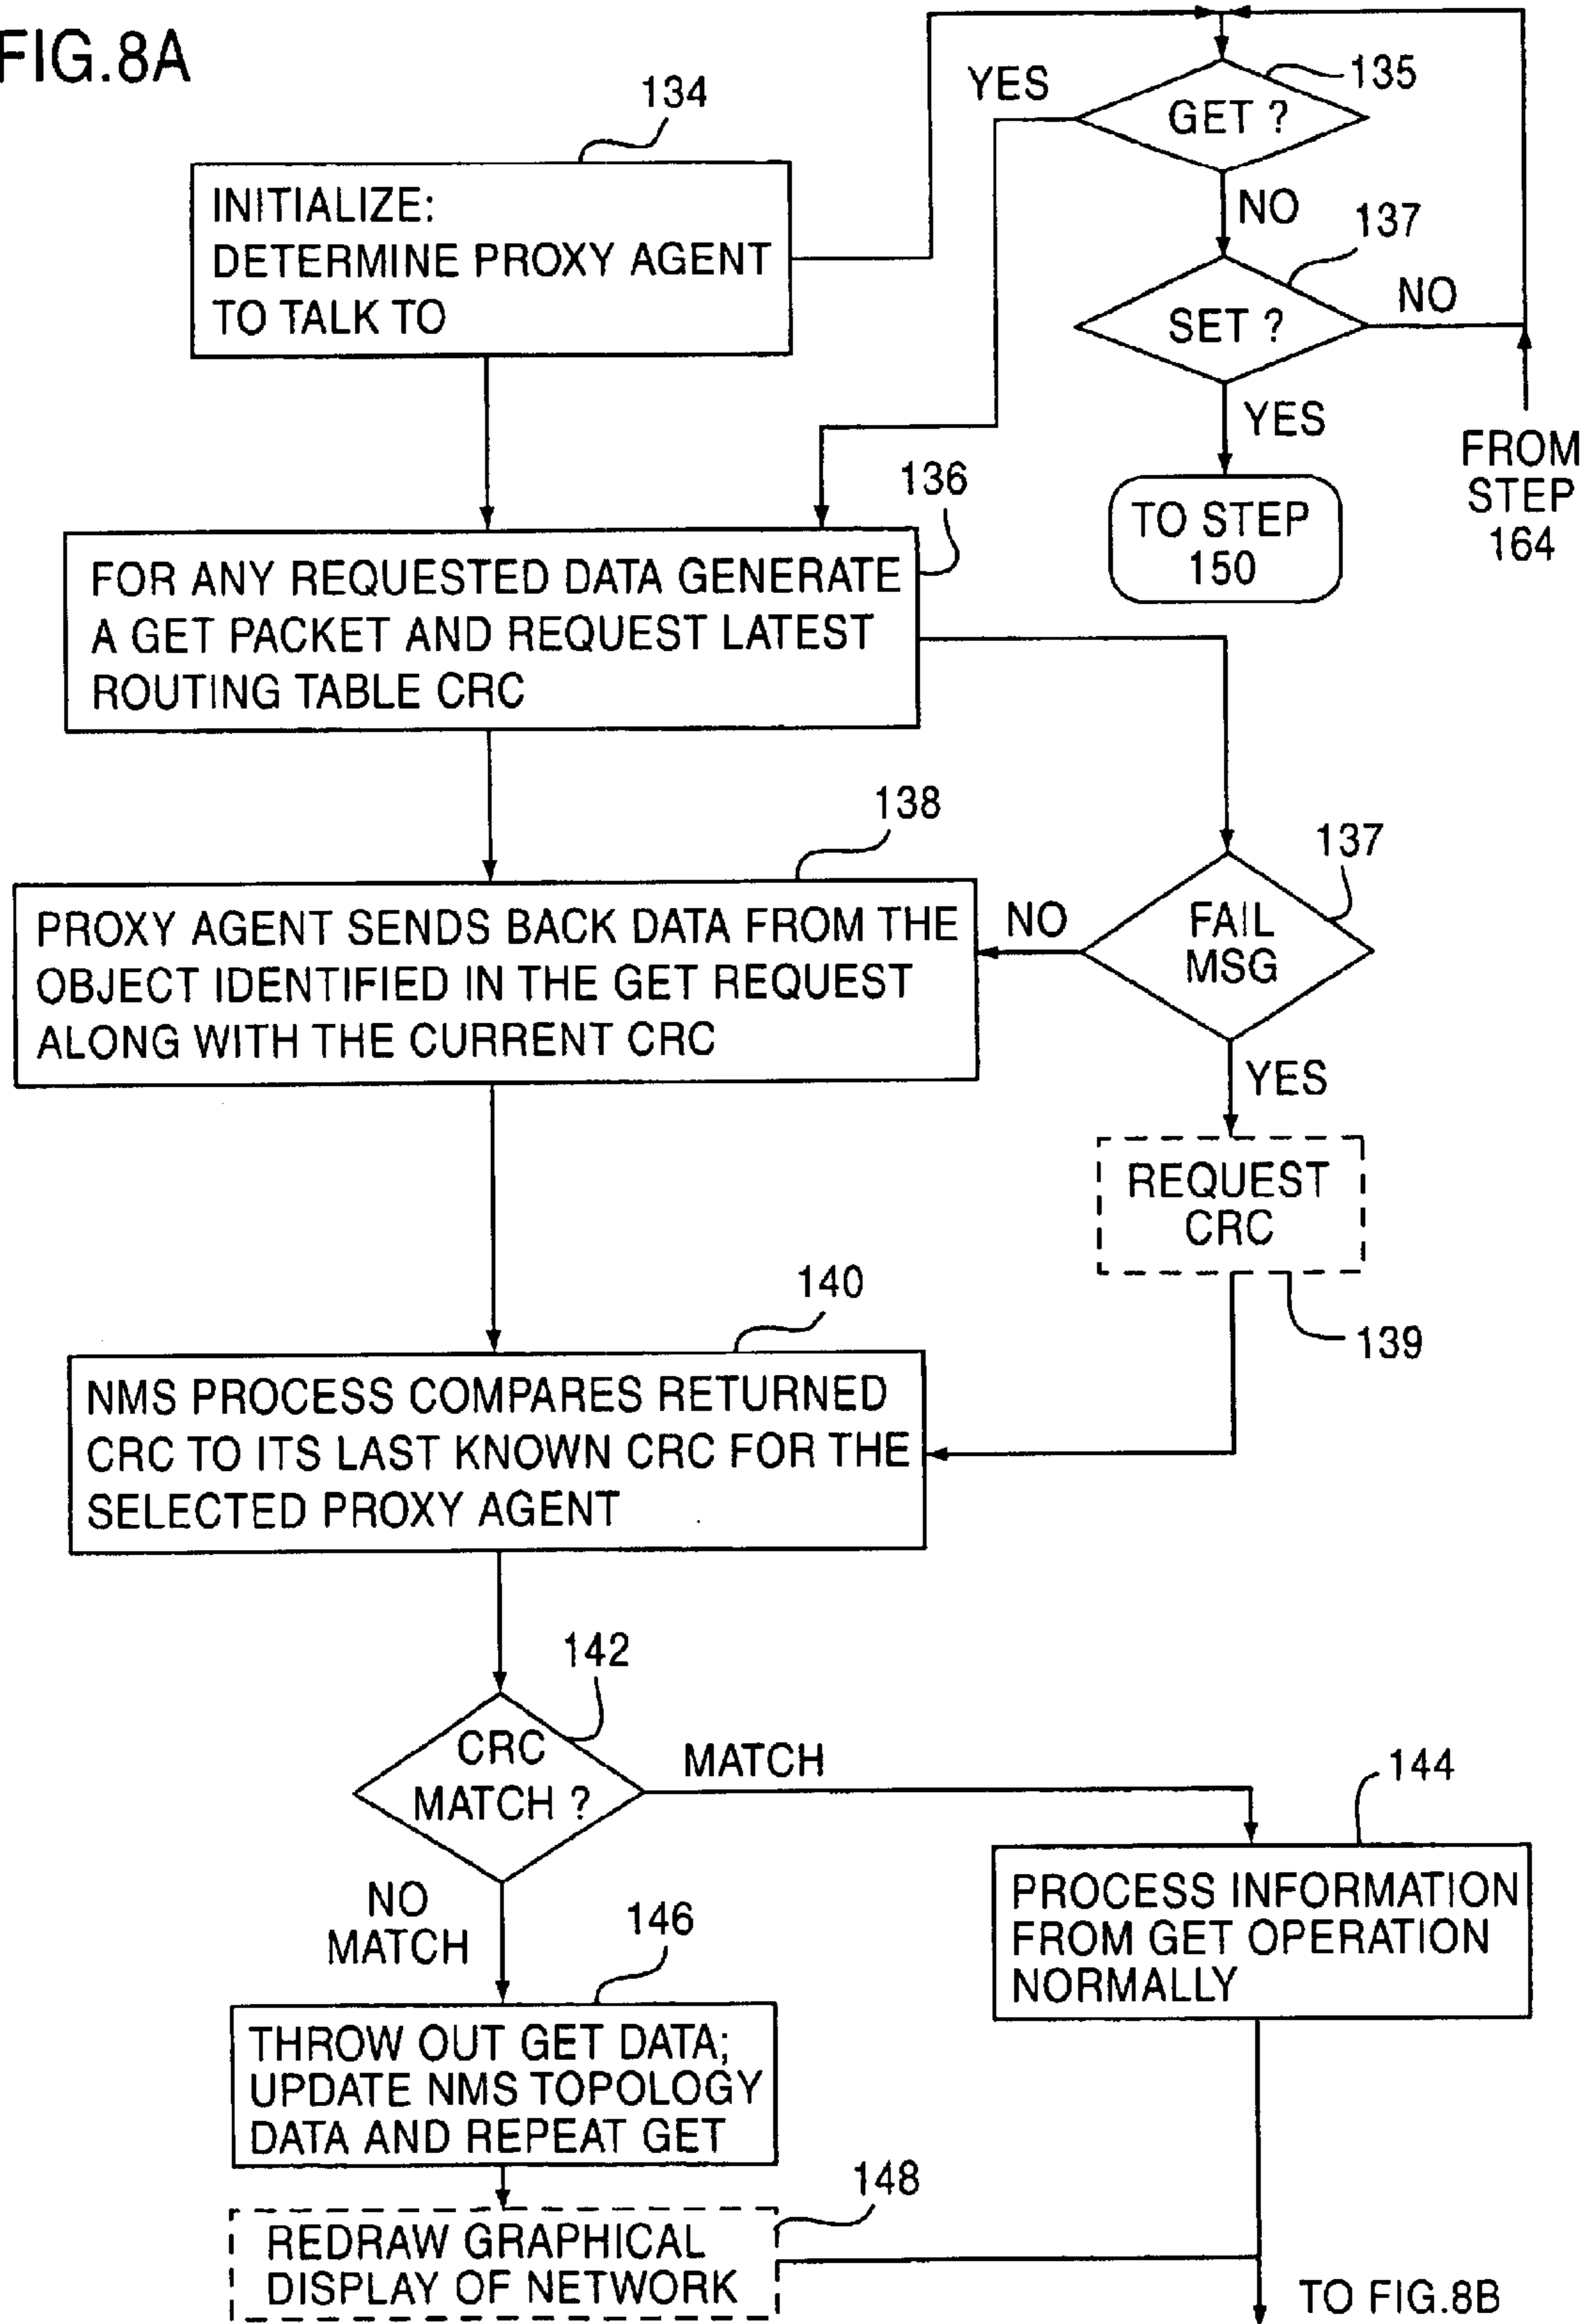 FIG.8A
134
INITIALIZE:
DETERMINE PROXY AGENT
TO TALK TO
YES
135
GET ?
NO
137
SET ?
NO
YES
TO STEP
150
FROM
STEP
164
136
FOR ANY REQUESTED DATA GENERATE
A GET PACKET AND REQUEST LATEST
ROUTING TABLE CRC
138
PROXY AGENT SENDS BACK DATA FROM THE
OBJECT IDENTIFIED IN THE GET REQUEST
ALONG WITH THE CURRENT CRC
NO
137
FAIL
MSG
YES
REQUEST
CRC
139
140
NMS PROCESS COMPARES RETURNED
CRC TO ITS LAST KNOWN CRC FOR THE
SELECTED PROXY AGENT
142
CRC
MATCH ?
MATCH
144
PROCESS INFORMATION
FROM GET OPERATION
NORMALLY
NO
MATCH
146
THROW OUT GET DATA;
UPDATE NMS TOPOLOGY
DATA AND REPEAT GET
148
REDRAW GRAPHICAL
DISPLAY OF NETWORK
TO FIG.8B